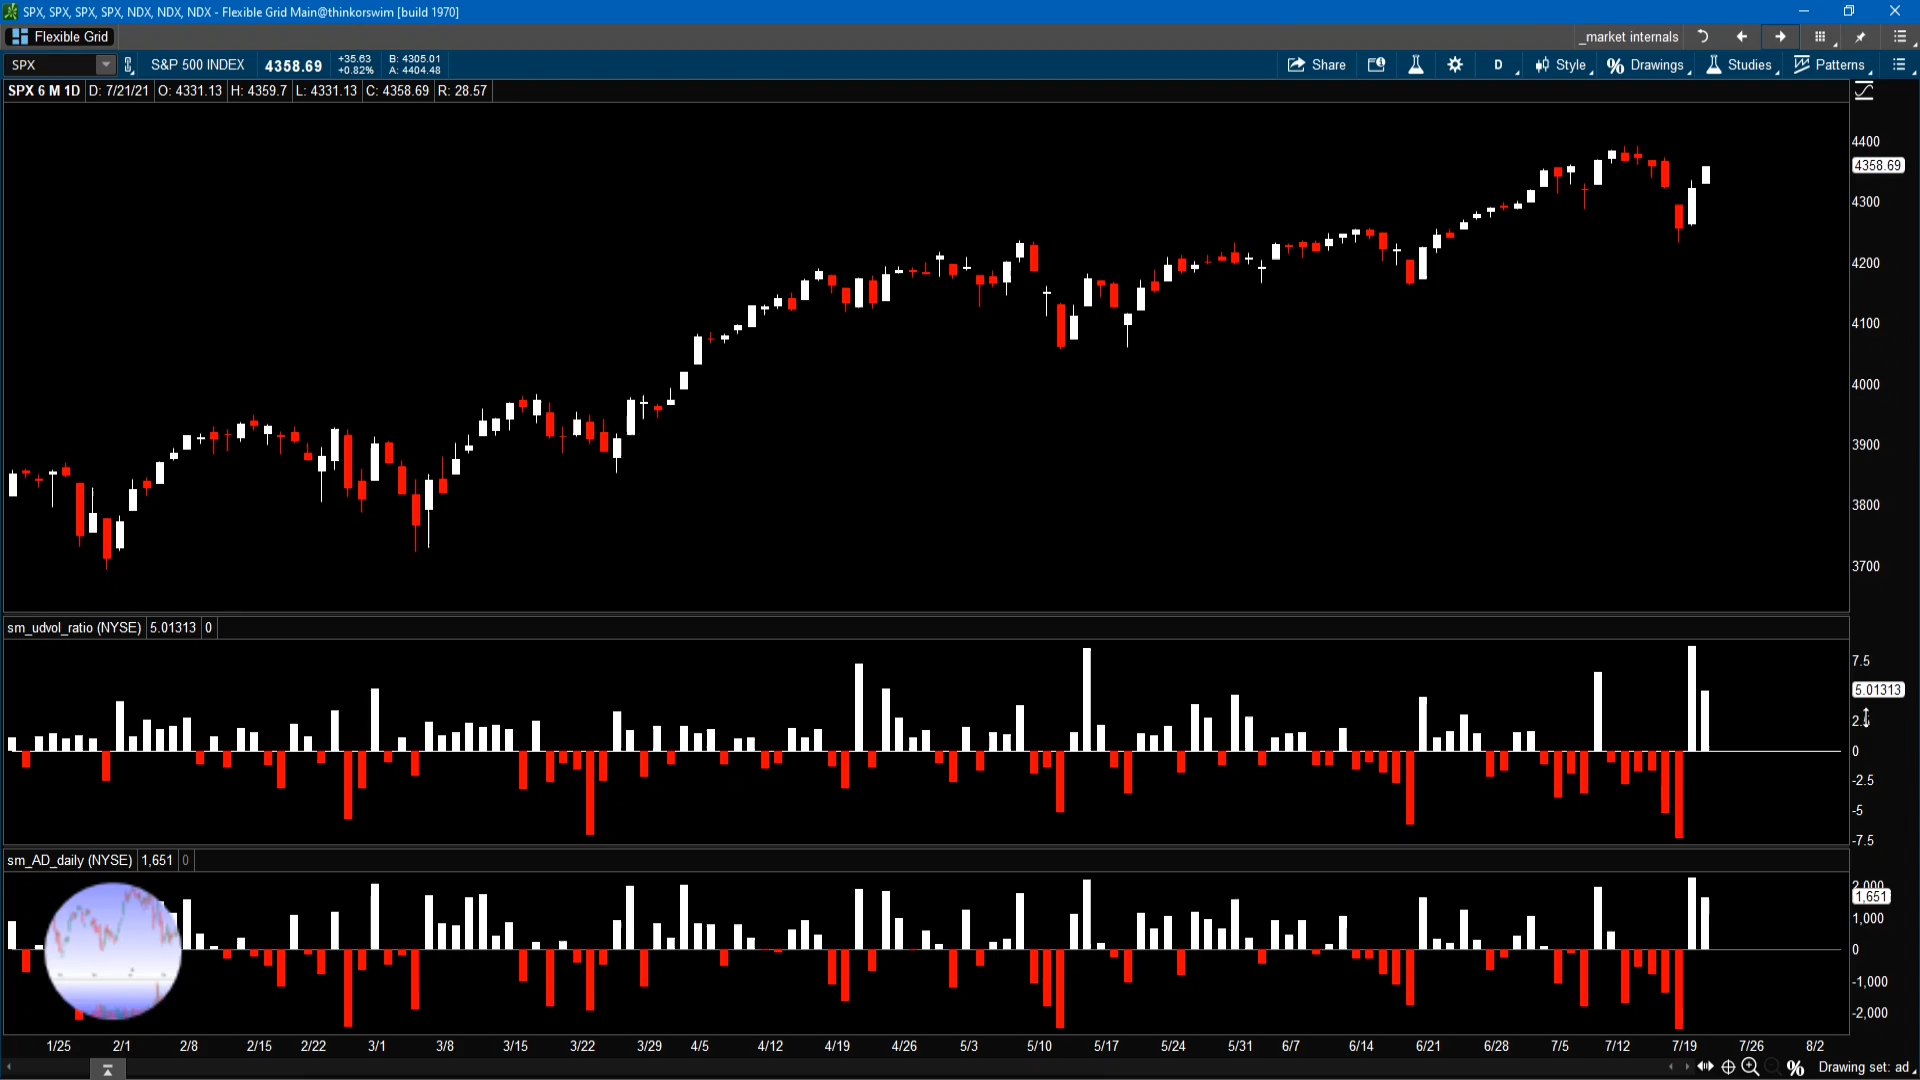 SPX, SPX, SPX, SPX, NDX, NDX, NDX - Flexible Grid Main@thinkorswim [build 1970]
Flexible Grid
_market internals
SPX
S&P 500 INDEX
4358.69
+35.63
+0.82%
B: 4305.01
A: 4404.48
Share
D
Style
Drawings
Studies
Patterns
SPX 6 M 1D D: 7/21/21 O: 4331.13 H: 4359.7 L: 4331.13 C: 4358.69 R: 28.57
4400
4358.69
4300
4200
4100
4000
3900
3800
3700
sm_udvol_ratio (NYSE) 5.01313 0
7.5
5.01313
0
-2.5
-5
-7.5
sm_AD_daily (NYSE) 1,651 0
2,000
1,651
1,000
0
-1,000
-2,000
1/25 2/1 2/8 2/15 2/22 3/1 3/8 3/15 3/22 3/29 4/5 4/12 4/19 4/26 5/3 5/10 5/17 5/24 5/31 6/7 6/14 6/21 6/28 7/5 7/12 7/19 7/26 8/2
Drawing set: ad